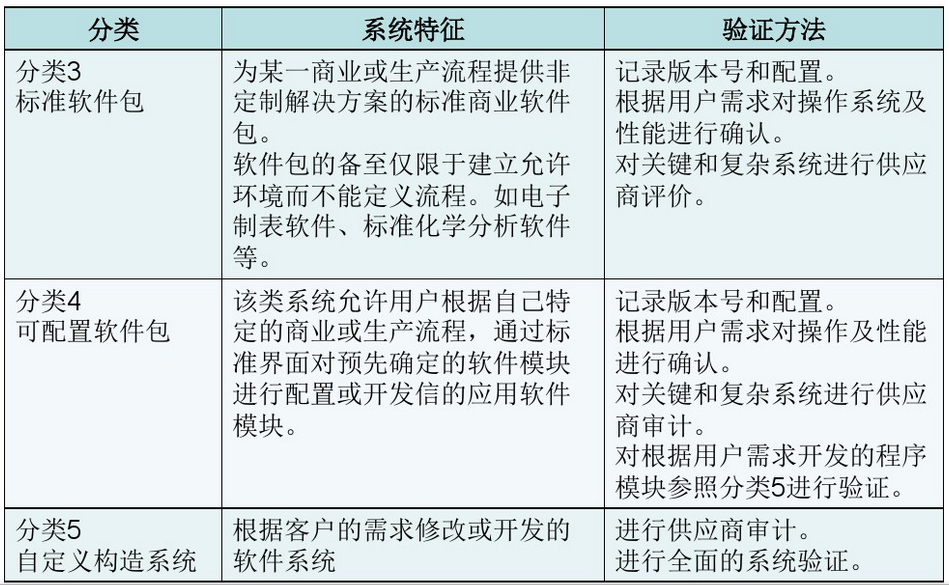 分类
系统特征
验证方法
分类3
标准软件包
为某一商业或生产流程提供非
定制解决方案的标准商业软件
包。
软件包的备至仅限于建立允许
环境而不能定义流程。如电子
制表软件、标准化学分析软件
等。
记录版本号和配置。
根据用户需求对操作系统及
性能进行确认。
对关键和复杂系统进行供应
商评价。
分类4
可配置软件包
该类系统允许用户根据自己特
定的商业或生产流程，通过标
准界面对预先确定的软件模块
进行配置或开发信的应用软件
模块。
记录版本号和配置。
根据用户需求对操作及性能
进行确认。
对关键和复杂系统进行供应
商审计。
对根据用户需求开发的程序
模块参照分类5进行验证。
分类5
自定义构造系统
根据客户的需求修改或开发的
软件系统
进行供应商审计。
进行全面的系统验证。